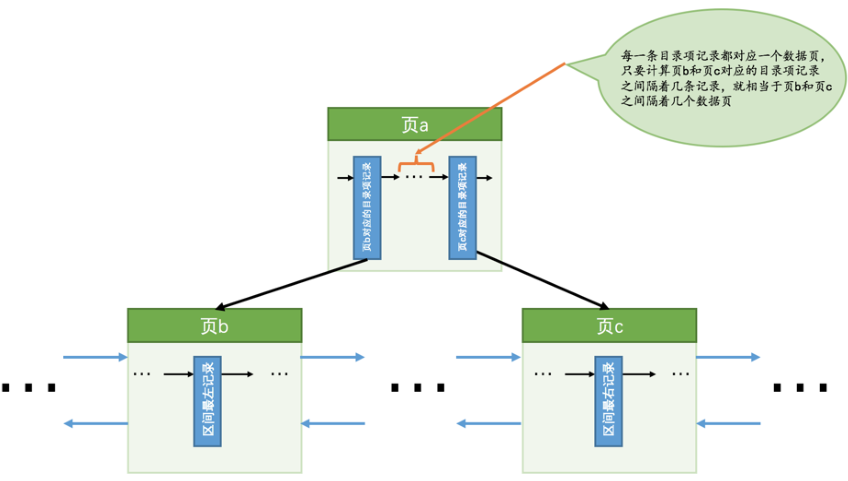 每一条目录项记录都对应一个数据页，
只要计算页b和页c对应的目录项记录
之间隔着几条记录，就相当于页b和页c
之间隔着几个数据页
页a
页b对应的目录项记录
...
页c对应的目录项记录
页b
页c
...
...
区间最左记录
...
...
...
区间最右记录
...
...